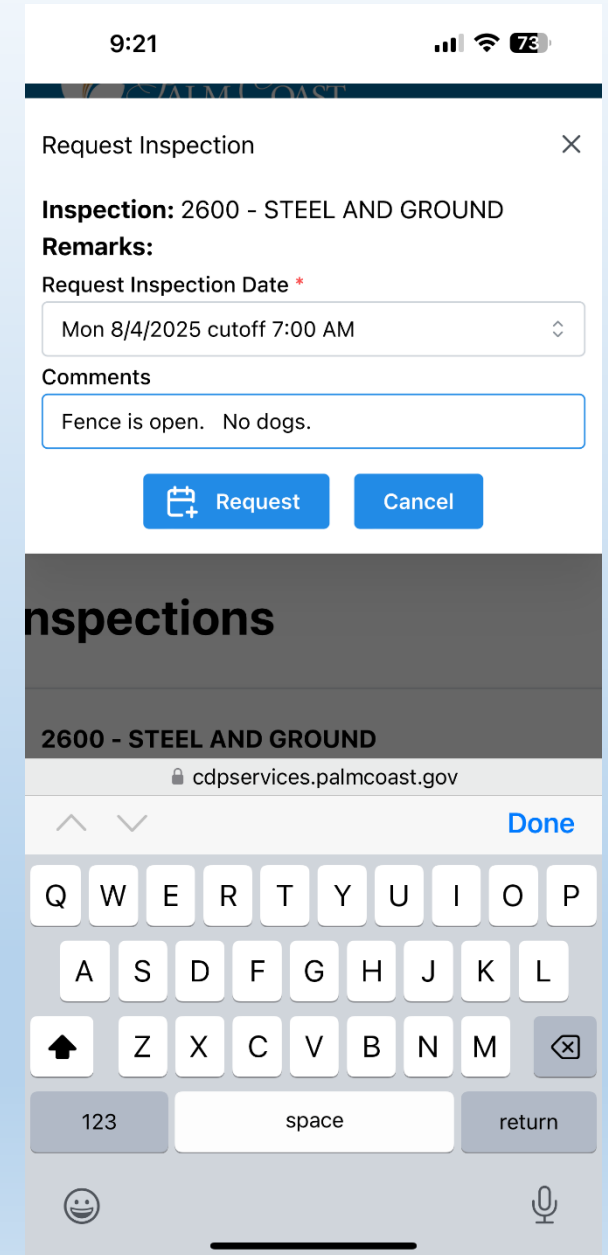 9:21
73
PALM COAST
Request Inspection
Inspection: 2600 - STEEL AND GROUND
Remarks:
Request Inspection Date *
Mon 8/4/2025 cutoff 7:00 AM
Comments
Fence is open.   No dogs.
Request
Cancel
nspections
2600 - STEEL AND GROUND
cdpservices.palmcoast.gov
Done
Q W E R T Y U I O P
A S D F G H J K L
Z X C V B N M
123 space return